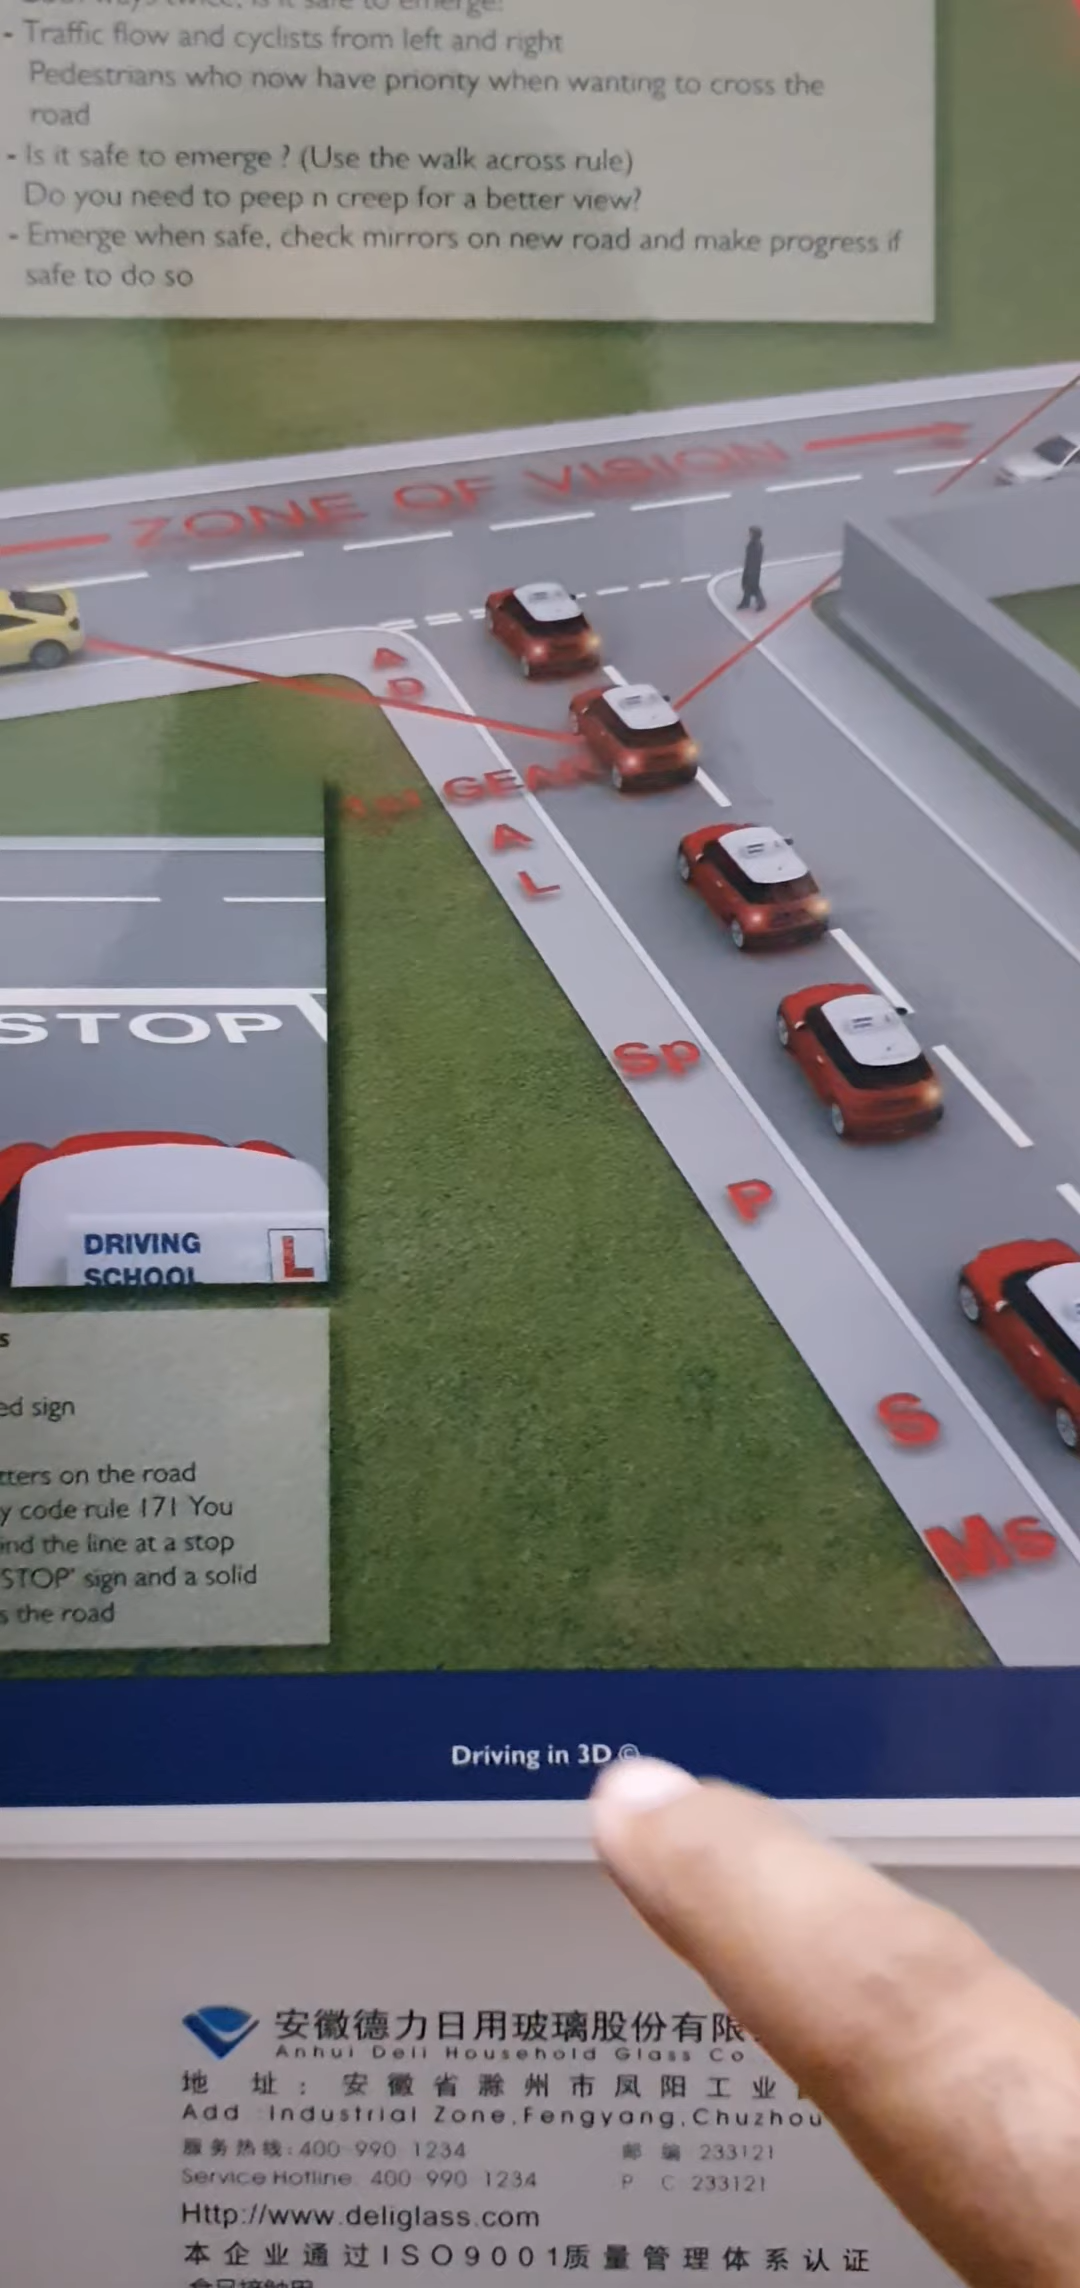 safe to emerge?
- Traffic flow and cyclists from left and right
Pedestrians who now have priority when wanting to cross the
road
- Is it safe to emerge ? (Use the walk across rule)
Do you need to peep n creep for a better view?
- Emerge when safe, check mirrors on new road and make progress if
safe to do so
ZONE OF VISION
A
D
1st GEAR
A
L
Sp
P
S
Ms
STOP
DRIVING
SCHOOL
L
s
ed sign
tters on the road
y code rule 171 You
ind the line at a stop
STOP' sign and a solid
s the road
Driving in 3D ©
安徽德力日用玻璃股份有限
Anhui Deli Household Glass Co
地 址 : 安徽省滁州市凤阳工业
Add Industrial Zone,Fengyang,Chuzhou
服务热线:400 990 1234 邮 编 233121
Service Hotline 400 990 1234 P C 233121
Http://www.deliglass.com
本企业通过ISO9001质量管理体系认证